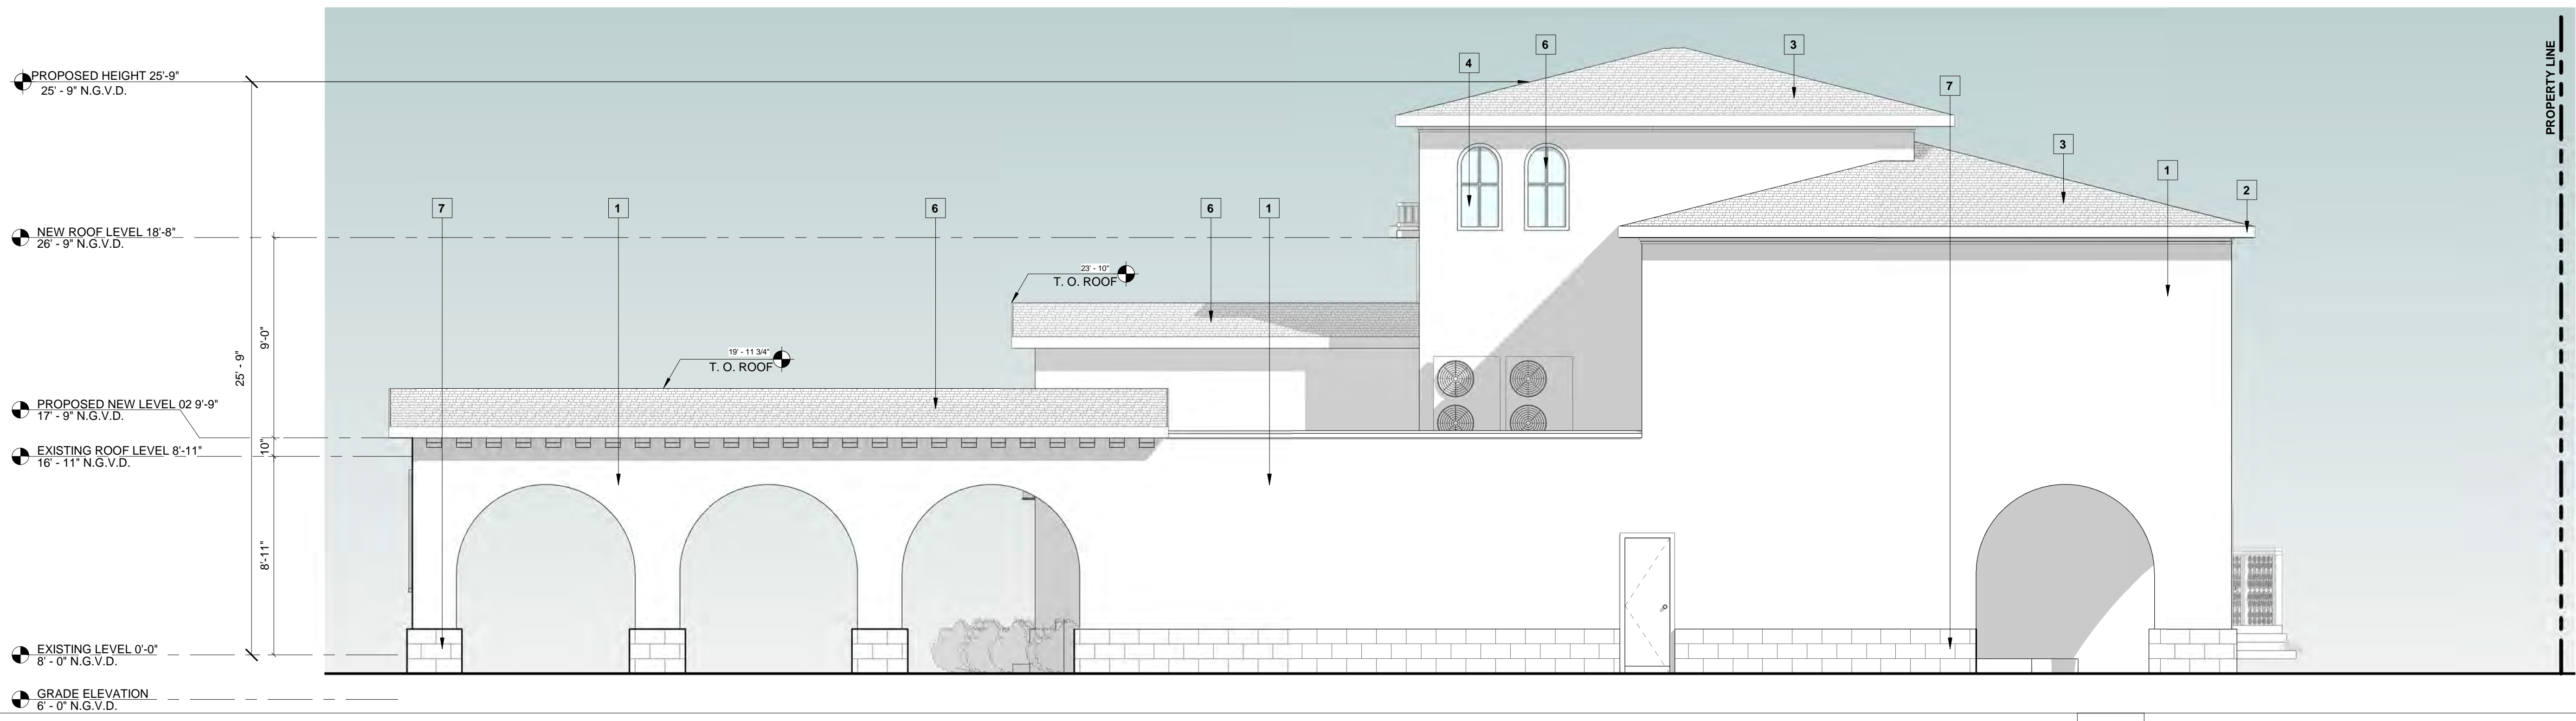 PROPOSED HEIGHT 25'-9"
25' - 9" N.G.V.D.
NEW ROOF LEVEL 18'-8"
26' - 9" N.G.V.D.
PROPOSED NEW LEVEL 02 9'-9"
17' - 9" N.G.V.D.
EXISTING ROOF LEVEL 8'-11"
16' - 11" N.G.V.D.
EXISTING LEVEL 0'-0"
8' - 0" N.G.V.D.
GRADE ELEVATION
6' - 0" N.G.V.D.
25' - 9"
9'-0"
10"
8'-11"
7
1
6
19' - 11 3/4"
T. O. ROOF
23' - 10"
T. O. ROOF
6
1
4
6
3
7
3
1
2
PROPERTY LINE